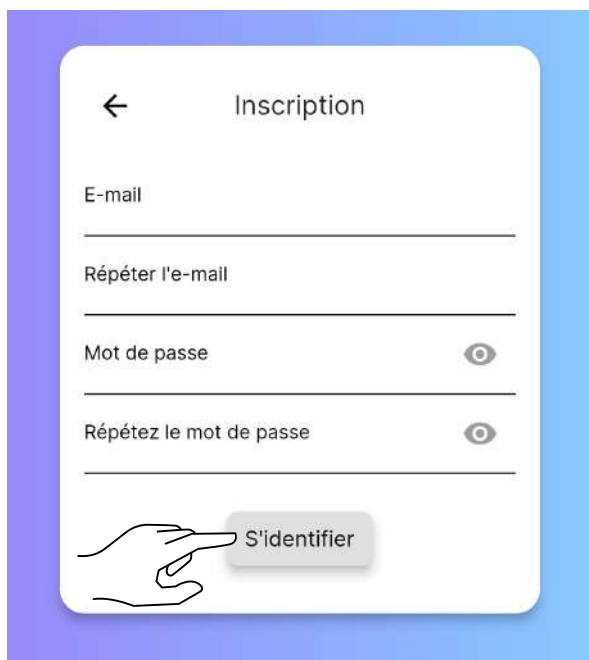 Inscription
E-mail
Répéter l'e-mail
Mot de passe
Répétez le mot de passe
S'identifier